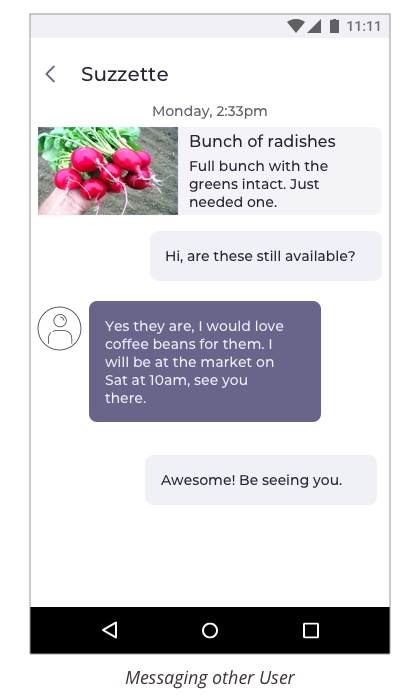 11:11
Suzzette
Monday, 2:33pm
Bunch of radishes
Full bunch with the
greens intact. Just
needed one.
Hi, are these still available?
Yes they are, I would love
coffee beans for them. I
will be at the market on
Sat at 10am, see you
there.
Awesome! Be seeing you.
Messaging other User